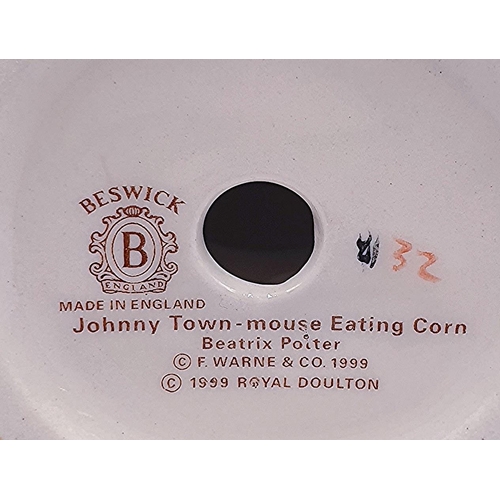 BESWICK
B
ENGLAND
MADE IN ENGLAND
32
Johnny Town-mouse Eating Corn
Beatrix Potter
© F. WARNE & CO. 1999
© 1999 ROYAL DOULTON